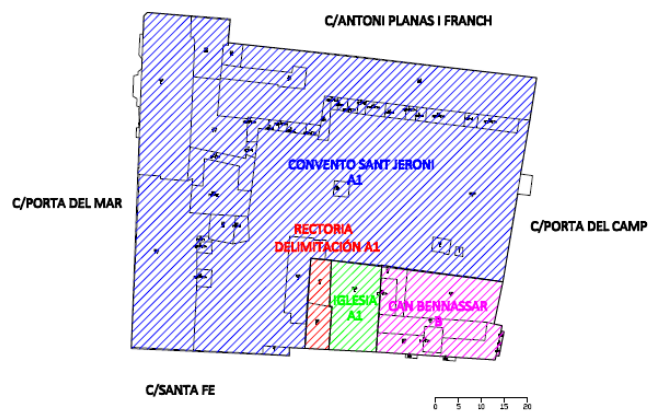 C/ANTONI PLANAS I FRANCH
CONVENTO SANT JERONI
A1
C/PORTA DEL MAR
C/PORTA DEL CAMP
RECTORIA
DELIMITACIÓN A1
IGLESIA
A1
CAN BENNASSAR
B
C/SANTA FE
0 5 10 15 20